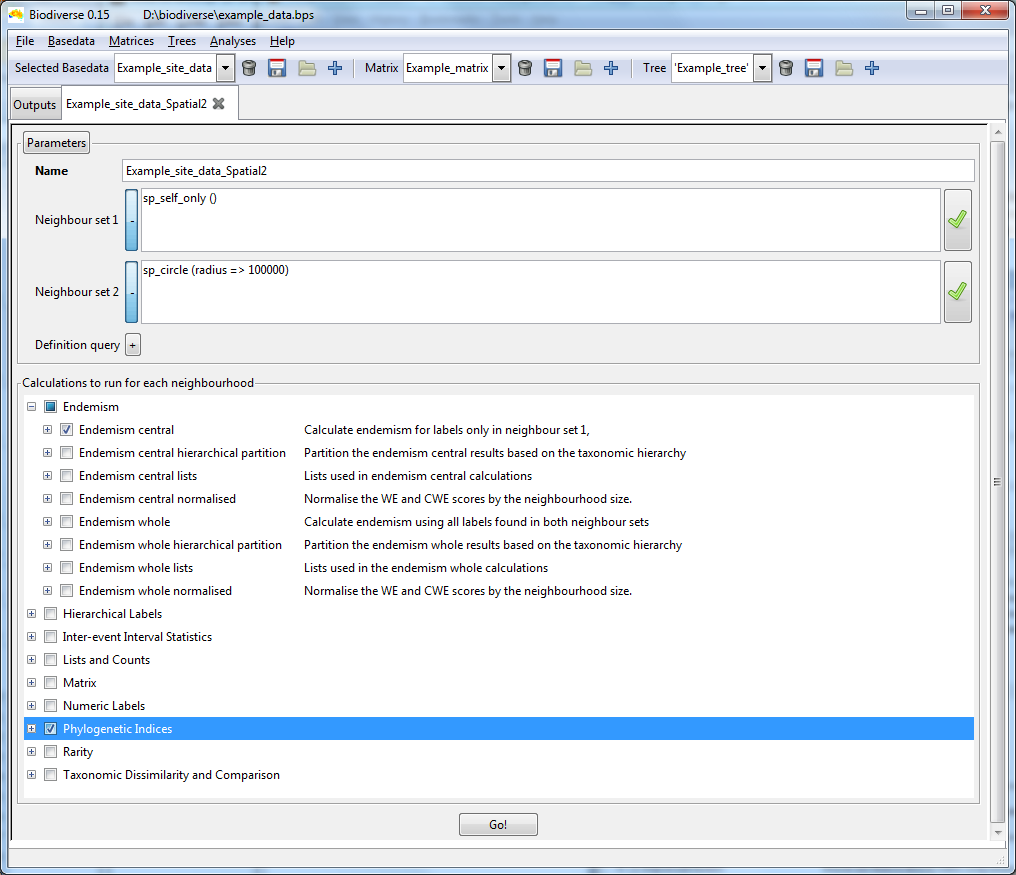 Biodiverse 0.15 D:\biodiverse\example_data.bps
File Basedata Matrices Trees Analyses Help
Selected Basedata Example_site_data Matrix Example_matrix Tree 'Example_tree'
Outputs Example_site_data_Spatial2
Parameters
Name Example_site_data_Spatial2
Neighbour set 1 - sp_self_only ()
Neighbour set 2 - sp_circle (radius => 100000)
Definition query +
Calculations to run for each neighbourhood
Endemism
Endemism central Calculate endemism for labels only in neighbour set 1,
Endemism central hierarchical partition Partition the endemism central results based on the taxonomic hierarchy
Endemism central lists Lists used in endemism central calculations
Endemism central normalised Normalise the WE and CWE scores by the neighbourhood size.
Endemism whole Calculate endemism using all labels found in both neighbour sets
Endemism whole hierarchical partition Partition the endemism whole results based on the taxonomic hierarchy
Endemism whole lists Lists used in the endemism whole calculations
Endemism whole normalised Normalise the WE and CWE scores by the neighbourhood size.
Hierarchical Labels
Inter-event Interval Statistics
Lists and Counts
Matrix
Numeric Labels
Phylogenetic Indices
Rarity
Taxonomic Dissimilarity and Comparison
Go!